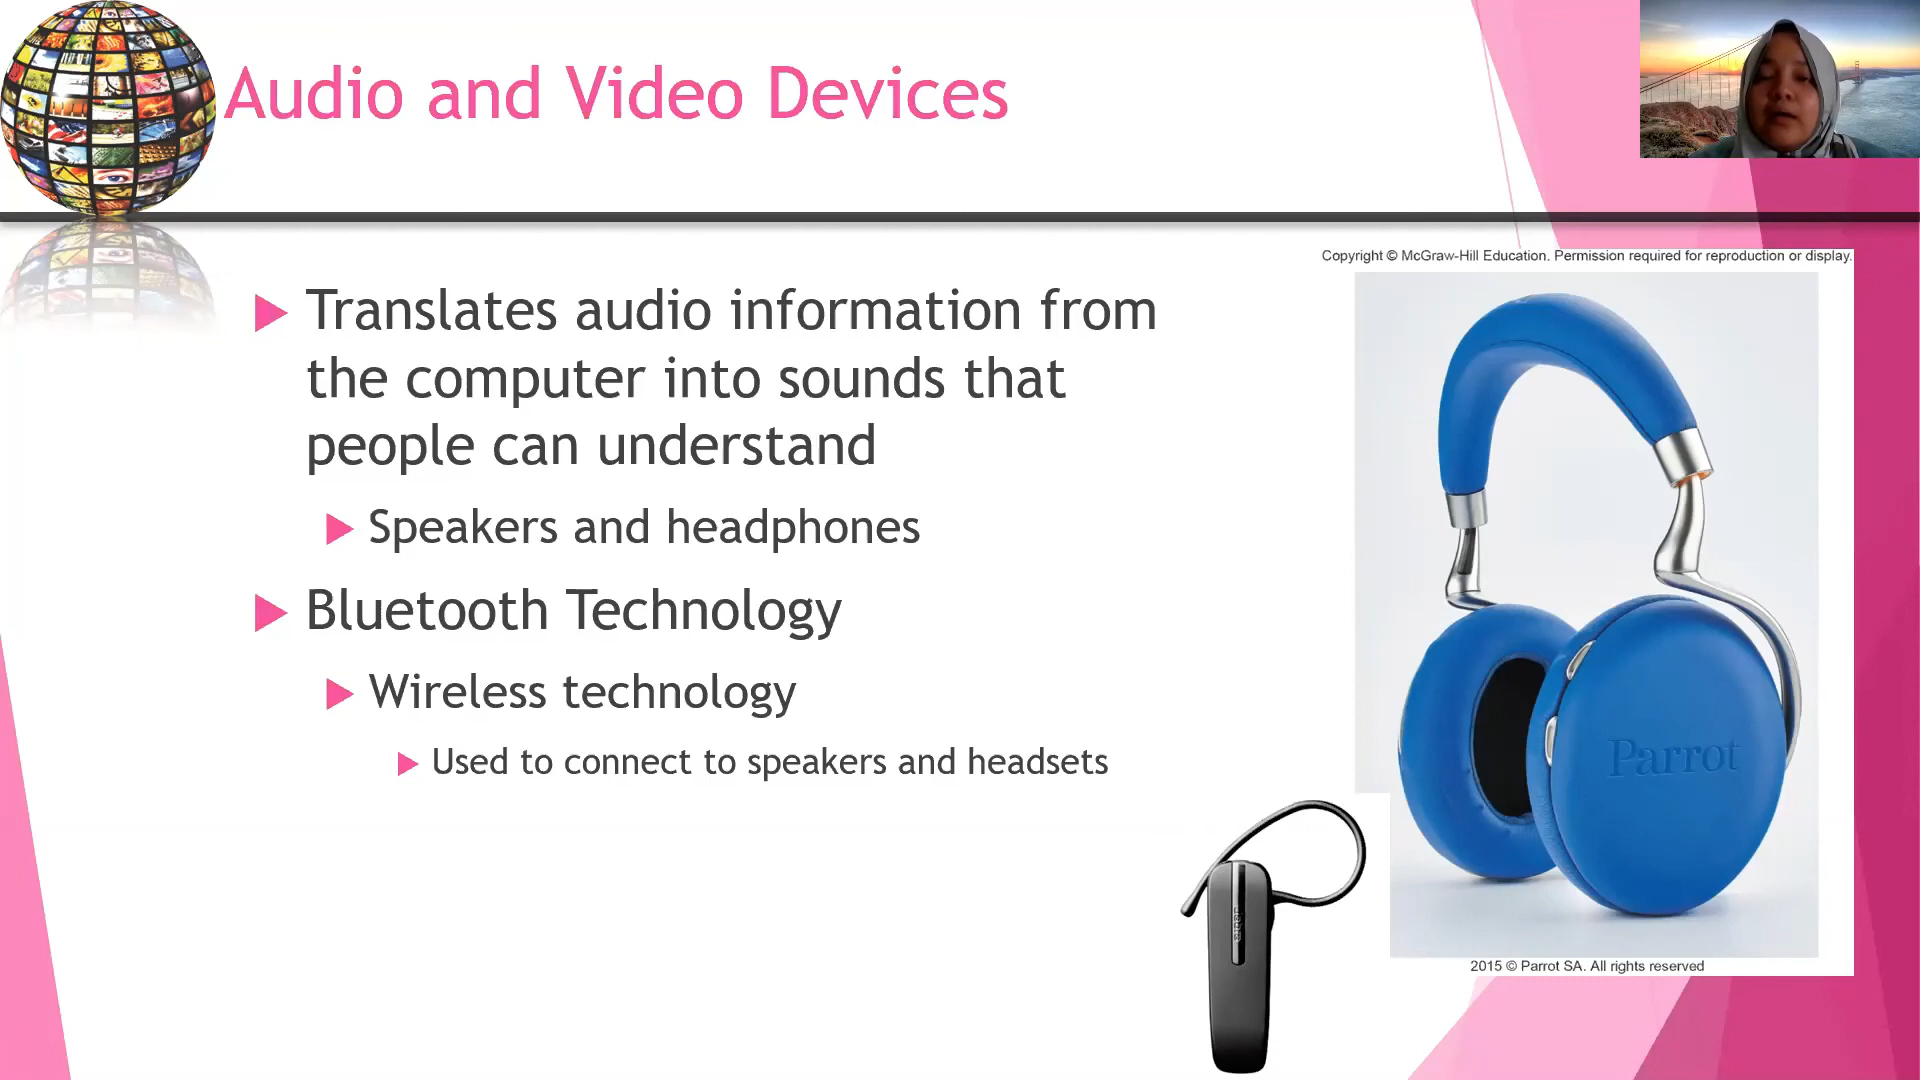 Audio and Video Devices
Copyright © McGraw-Hill Education. Permission required for reproduction or display.
Translates audio information from
the computer into sounds that
people can understand
Speakers and headphones
Bluetooth Technology
Wireless technology
Used to connect to speakers and headsets
Parrot
Jabra
2015 © Parrot SA. All rights reserved